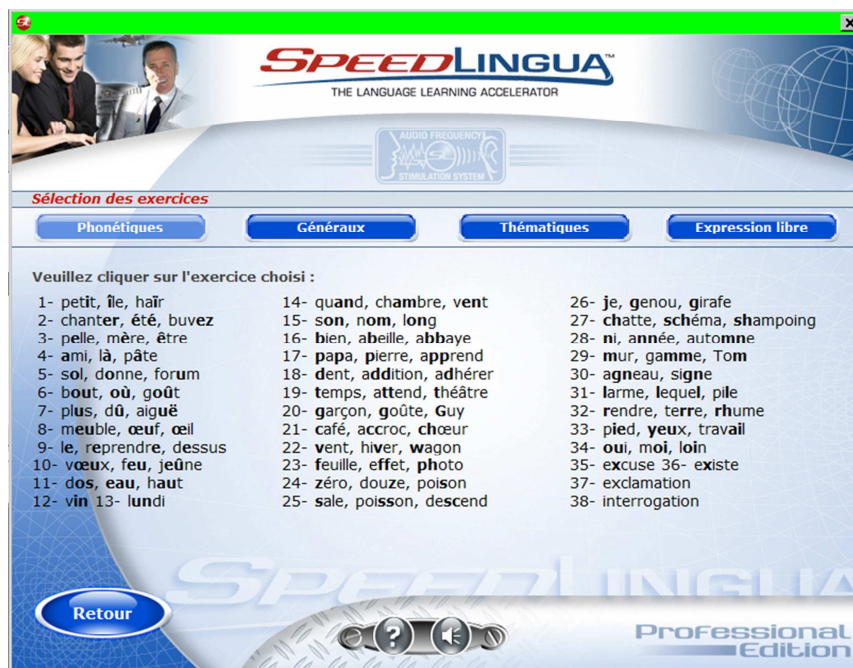 SPEEDLINGUA™
THE LANGUAGE LEARNING ACCELERATOR
AUDIO FREQUENCY
STIMULATION SYSTEM
Sélection des exercices
Phonétiques Généraux Thématiques Expression libre
Veuillez cliquer sur l'exercice choisi :
1- petit, île, haïr
2- chanter, été, buvez
3- pelle, mère, être
4- ami, là, pâte
5- sol, donne, forum
6- bout, où, goût
7- plus, dû, aiguë
8- meuble, œuf, œil
9- le, reprendre, dessus
10- vœux, feu, jeûne
11- dos, eau, haut
12- vin 13- lundi
14- quand, chambre, vent
15- son, nom, long
16- bien, abeille, abbaye
17- papa, pierre, apprend
18- dent, addition, adhérer
19- temps, attend, théâtre
20- garçon, goûte, Guy
21- café, accroc, chœur
22- vent, hiver, wagon
23- feuille, effet, photo
24- zéro, douze, poison
25- sale, poisson, descend
26- je, genou, girafe
27- chatte, schéma, shampoing
28- ni, année, automne
29- mur, gamme, Tom
30- agneau, signe
31- larme, lequel, pile
32- rendre, terre, rhume
33- pied, yeux, travail
34- oui, moi, loin
35- excuse 36- existe
37- exclamation
38- interrogation
SPEEDLINGUA
Retour
?
Professional
Edition